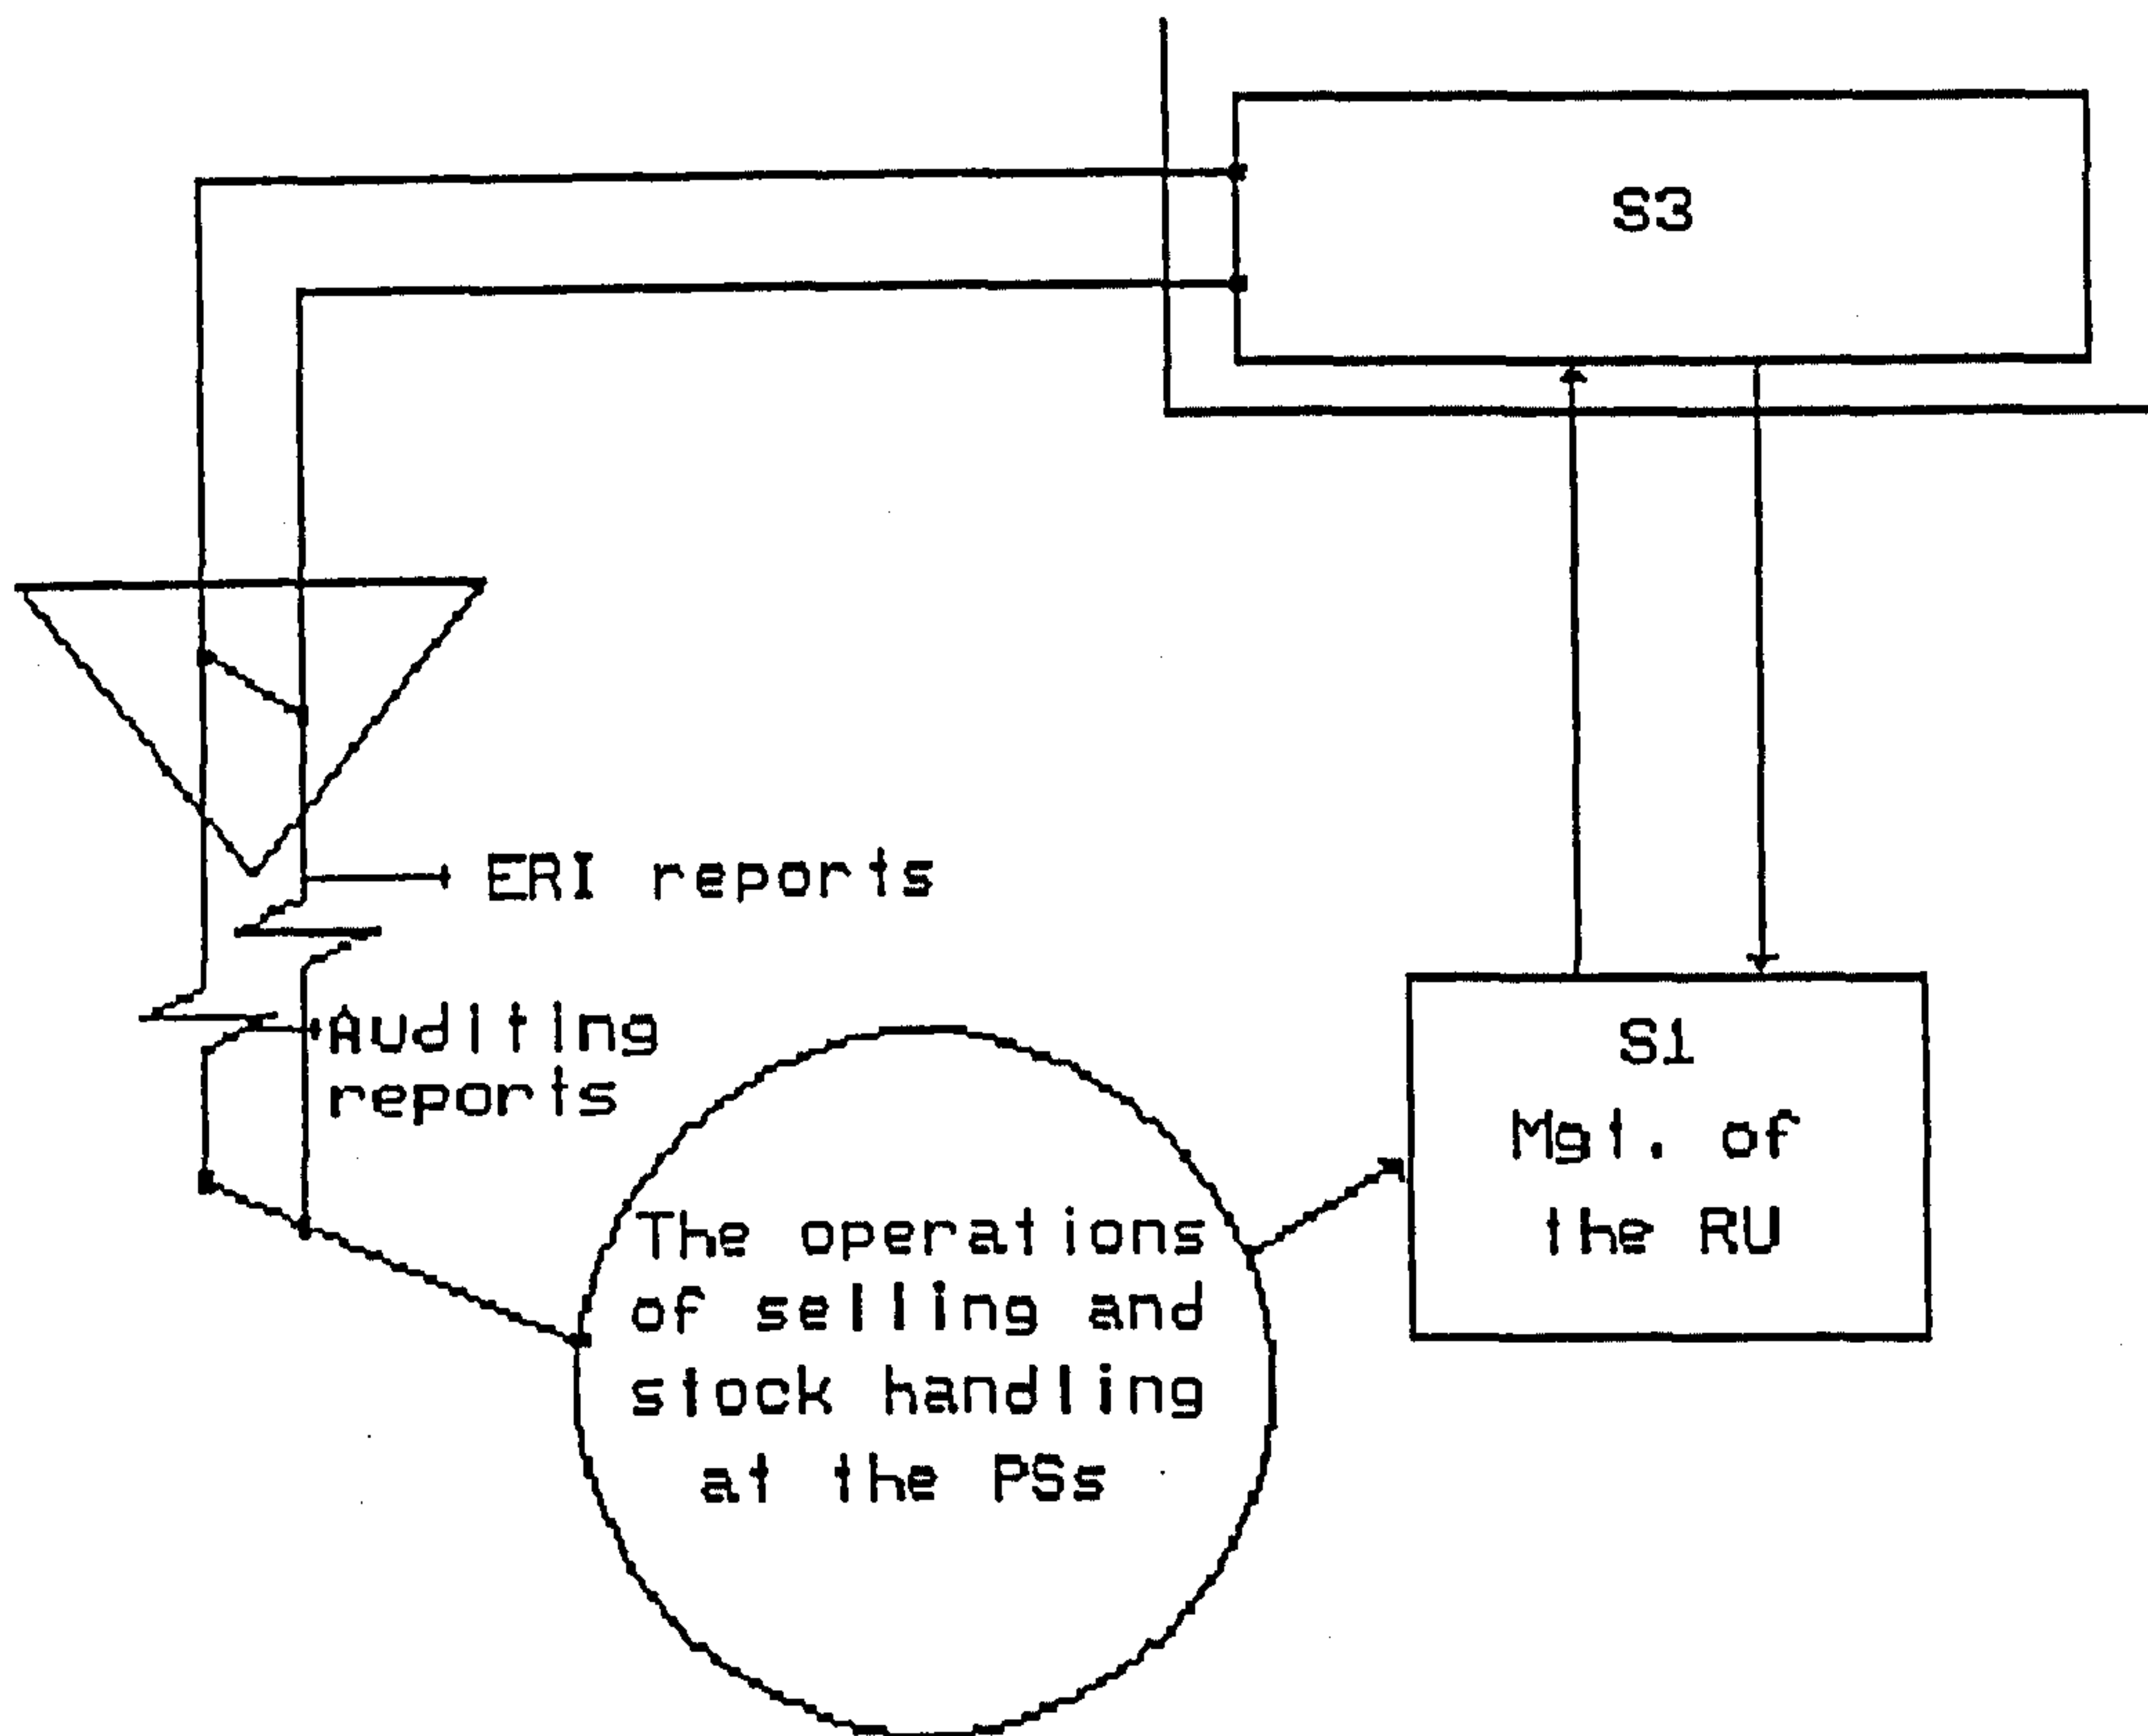 S3
ERI reports
Auditing
reports
S1
Mgt. of
the RU
The operations
of selling and
stock handling
at the PSs